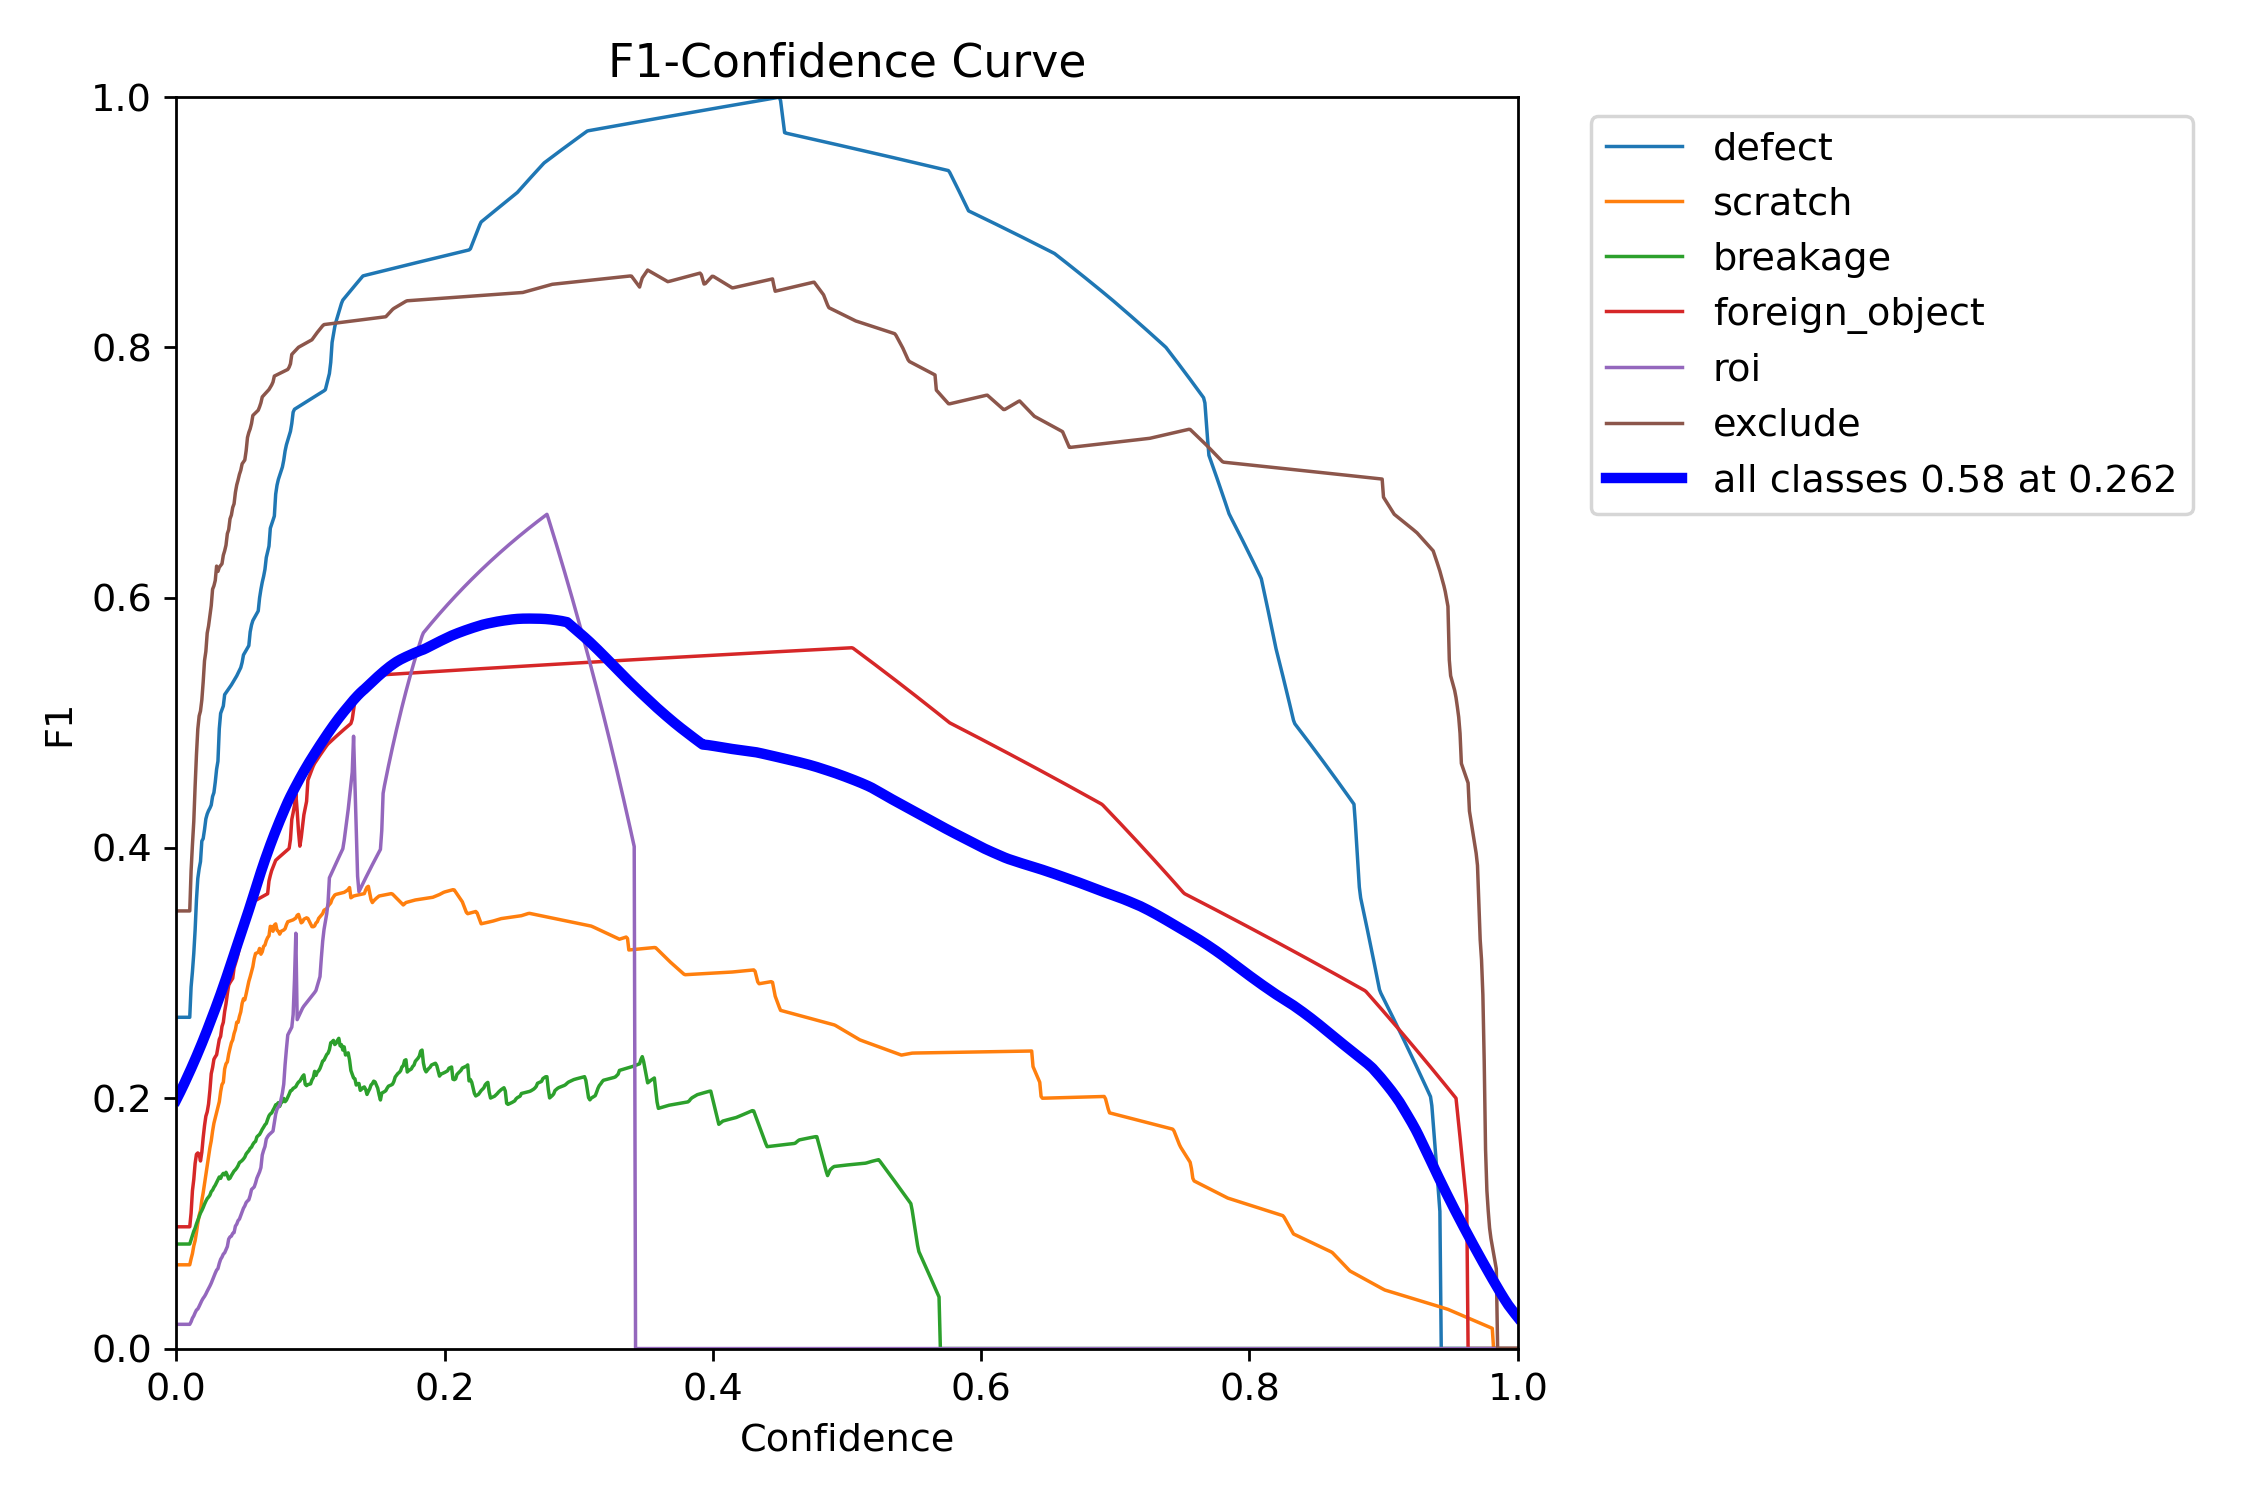 F1-Confidence Curve
1.0
0.8
0.6
0.4
0.2
0.0
F1
0.0 0.2 0.4 0.6 0.8 1.0
Confidence
defect
scratch
breakage
foreign_object
roi
exclude
all classes 0.58 at 0.262